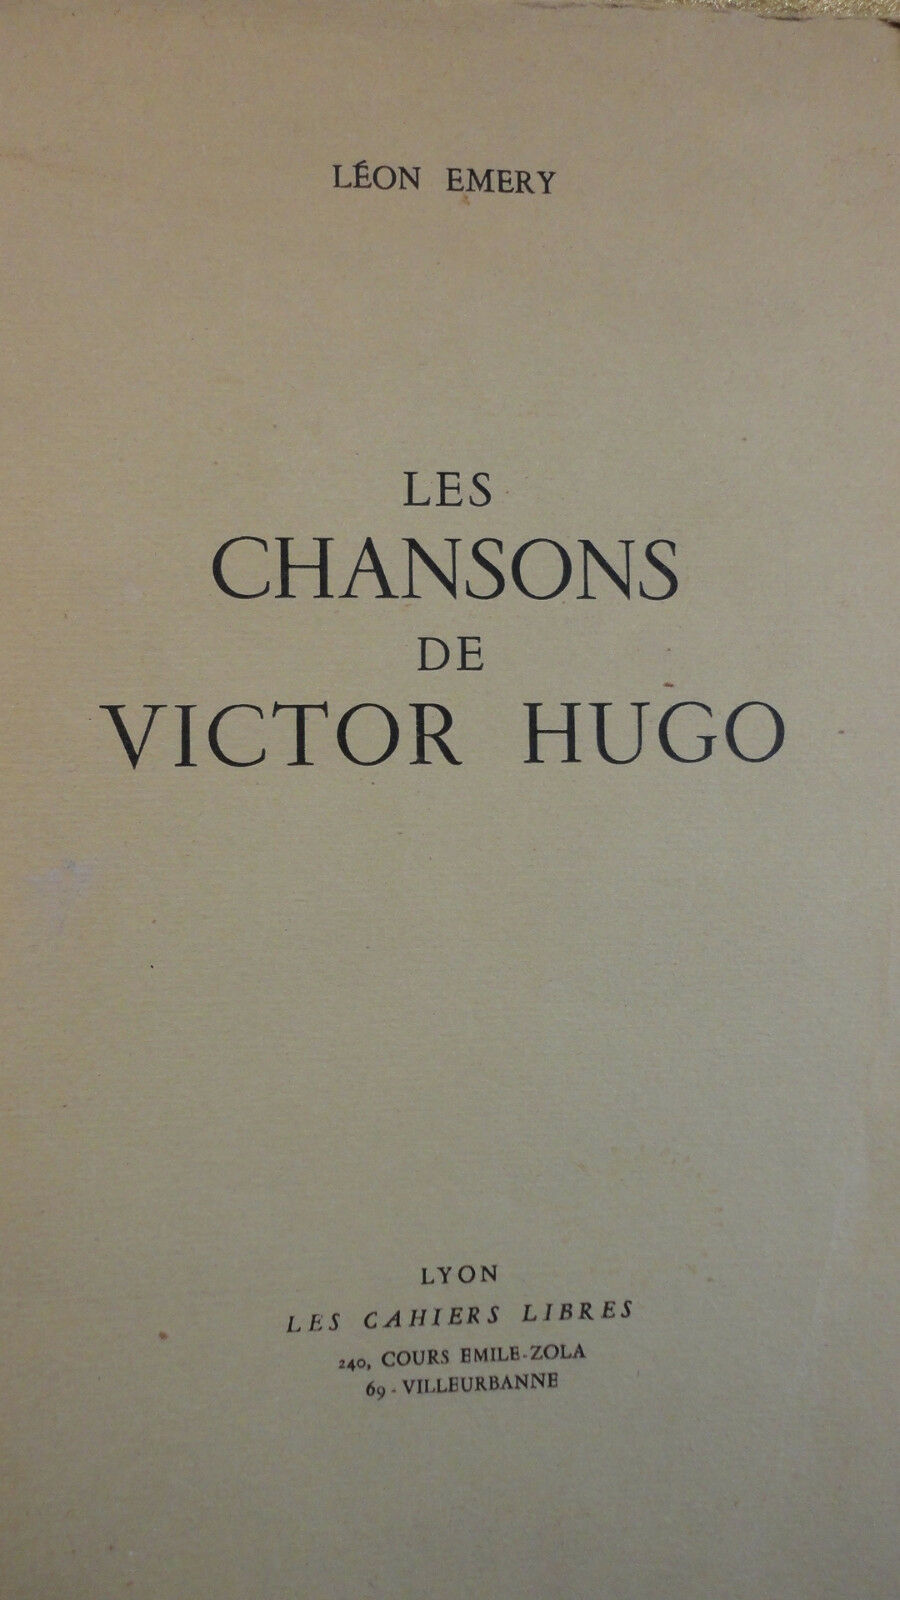 LÉON EMERY
LES
CHANSONS
DE
VICTOR HUGO
LYON
LES CAHIERS LIBRES
240, COURS EMILE-ZOLA
69 - VILLEURBANNE